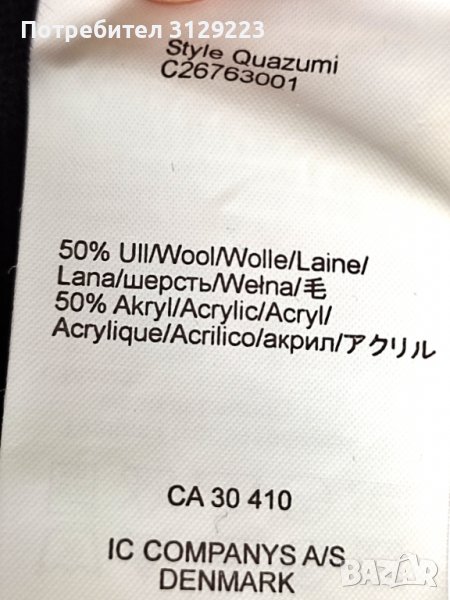 Потребител 3129223
Style Quazumi
C26763001
50% Ull/Wool/Wolle/Laine/
Lana/шерсть/Wełna/毛
50% Akryl/Acrylic/Acryl/
Acrylique/Acrilico/акрил/アクリル
CA 30 410
IC COMPANYS A/S
DENMARK
BAZAR